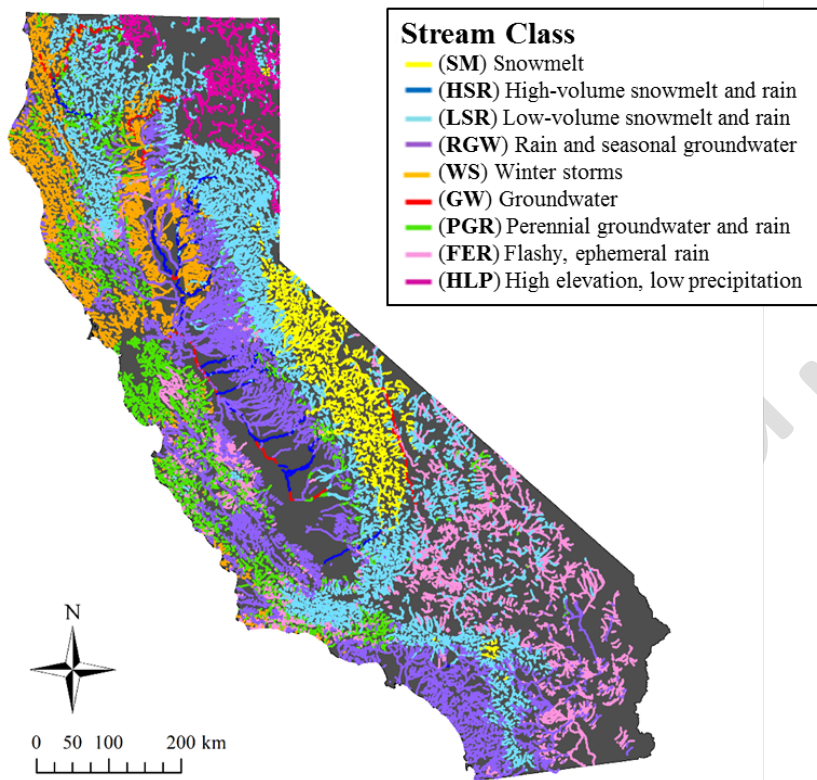 Stream Class
(SM) Snowmelt
(HSR) High-volume snowmelt and rain
(LSR) Low-volume snowmelt and rain
(RGW) Rain and seasonal groundwater
(WS) Winter storms
(GW) Groundwater
(PGR) Perennial groundwater and rain
(FER) Flashy, ephemeral rain
(HLP) High elevation, low precipitation
N
0 50 100 200 km